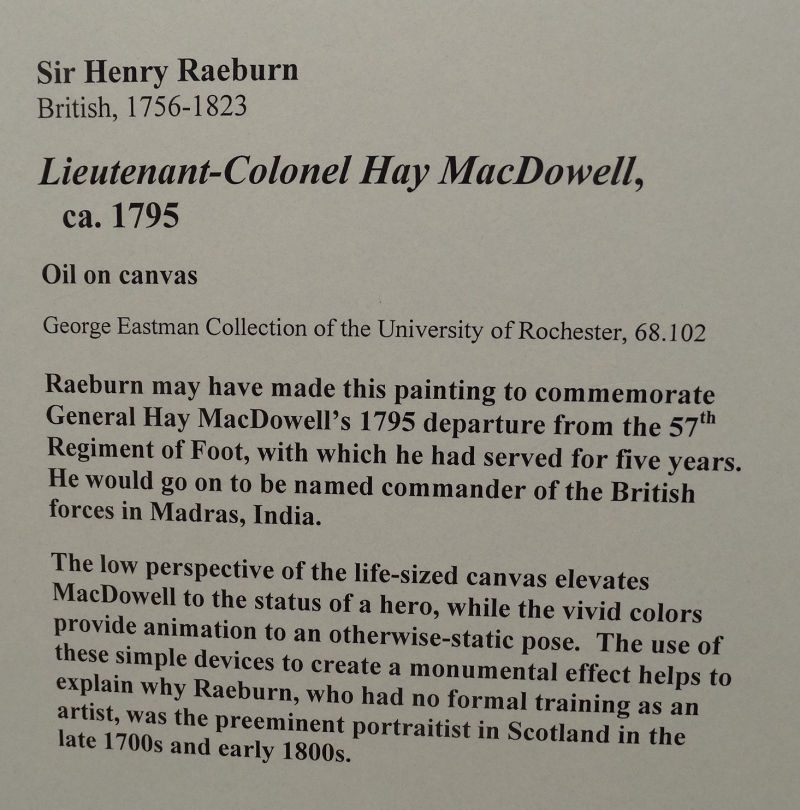 Sir Henry Raeburn
British, 1756-1823
Lieutenant-Colonel Hay MacDowell,
ca. 1795
Oil on canvas
George Eastman Collection of the University of Rochester, 68.102
Raeburn may have made this painting to commemorate
General Hay MacDowell’s 1795 departure from the 57th
Regiment of Foot, with which he had served for five years.
He would go on to be named commander of the British
forces in Madras, India.
The low perspective of the life-sized canvas elevates
MacDowell to the status of a hero, while the vivid colors
provide animation to an otherwise-static pose.  The use of
these simple devices to create a monumental effect helps to
explain why Raeburn, who had no formal training as an
artist, was the preeminent portraitist in Scotland in the
late 1700s and early 1800s.